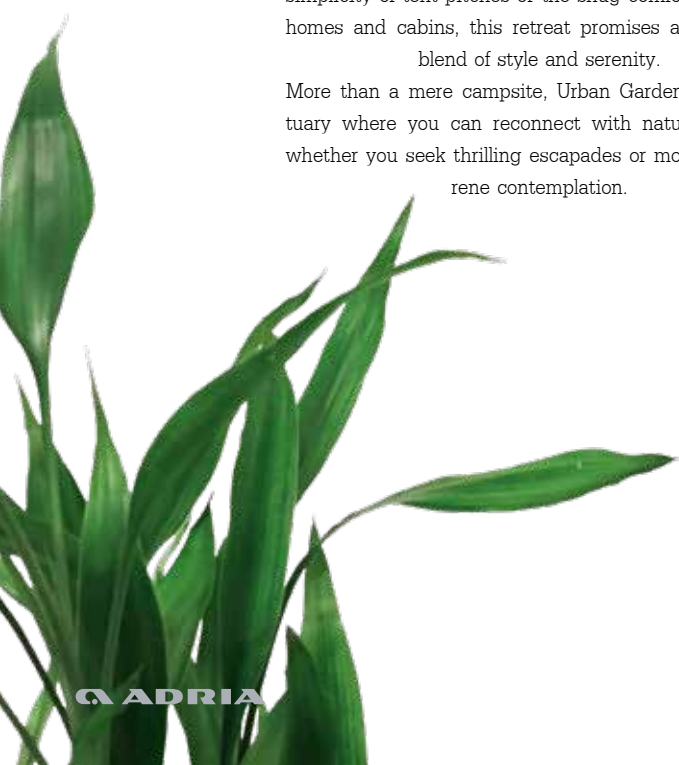 homes and cabins, this retreat promises a
blend of style and serenity.
More than a mere campsite, Urban Garden
tuary where you can reconnect with natu
whether you seek thrilling escapades or mo
rene contemplation.
ADRIA